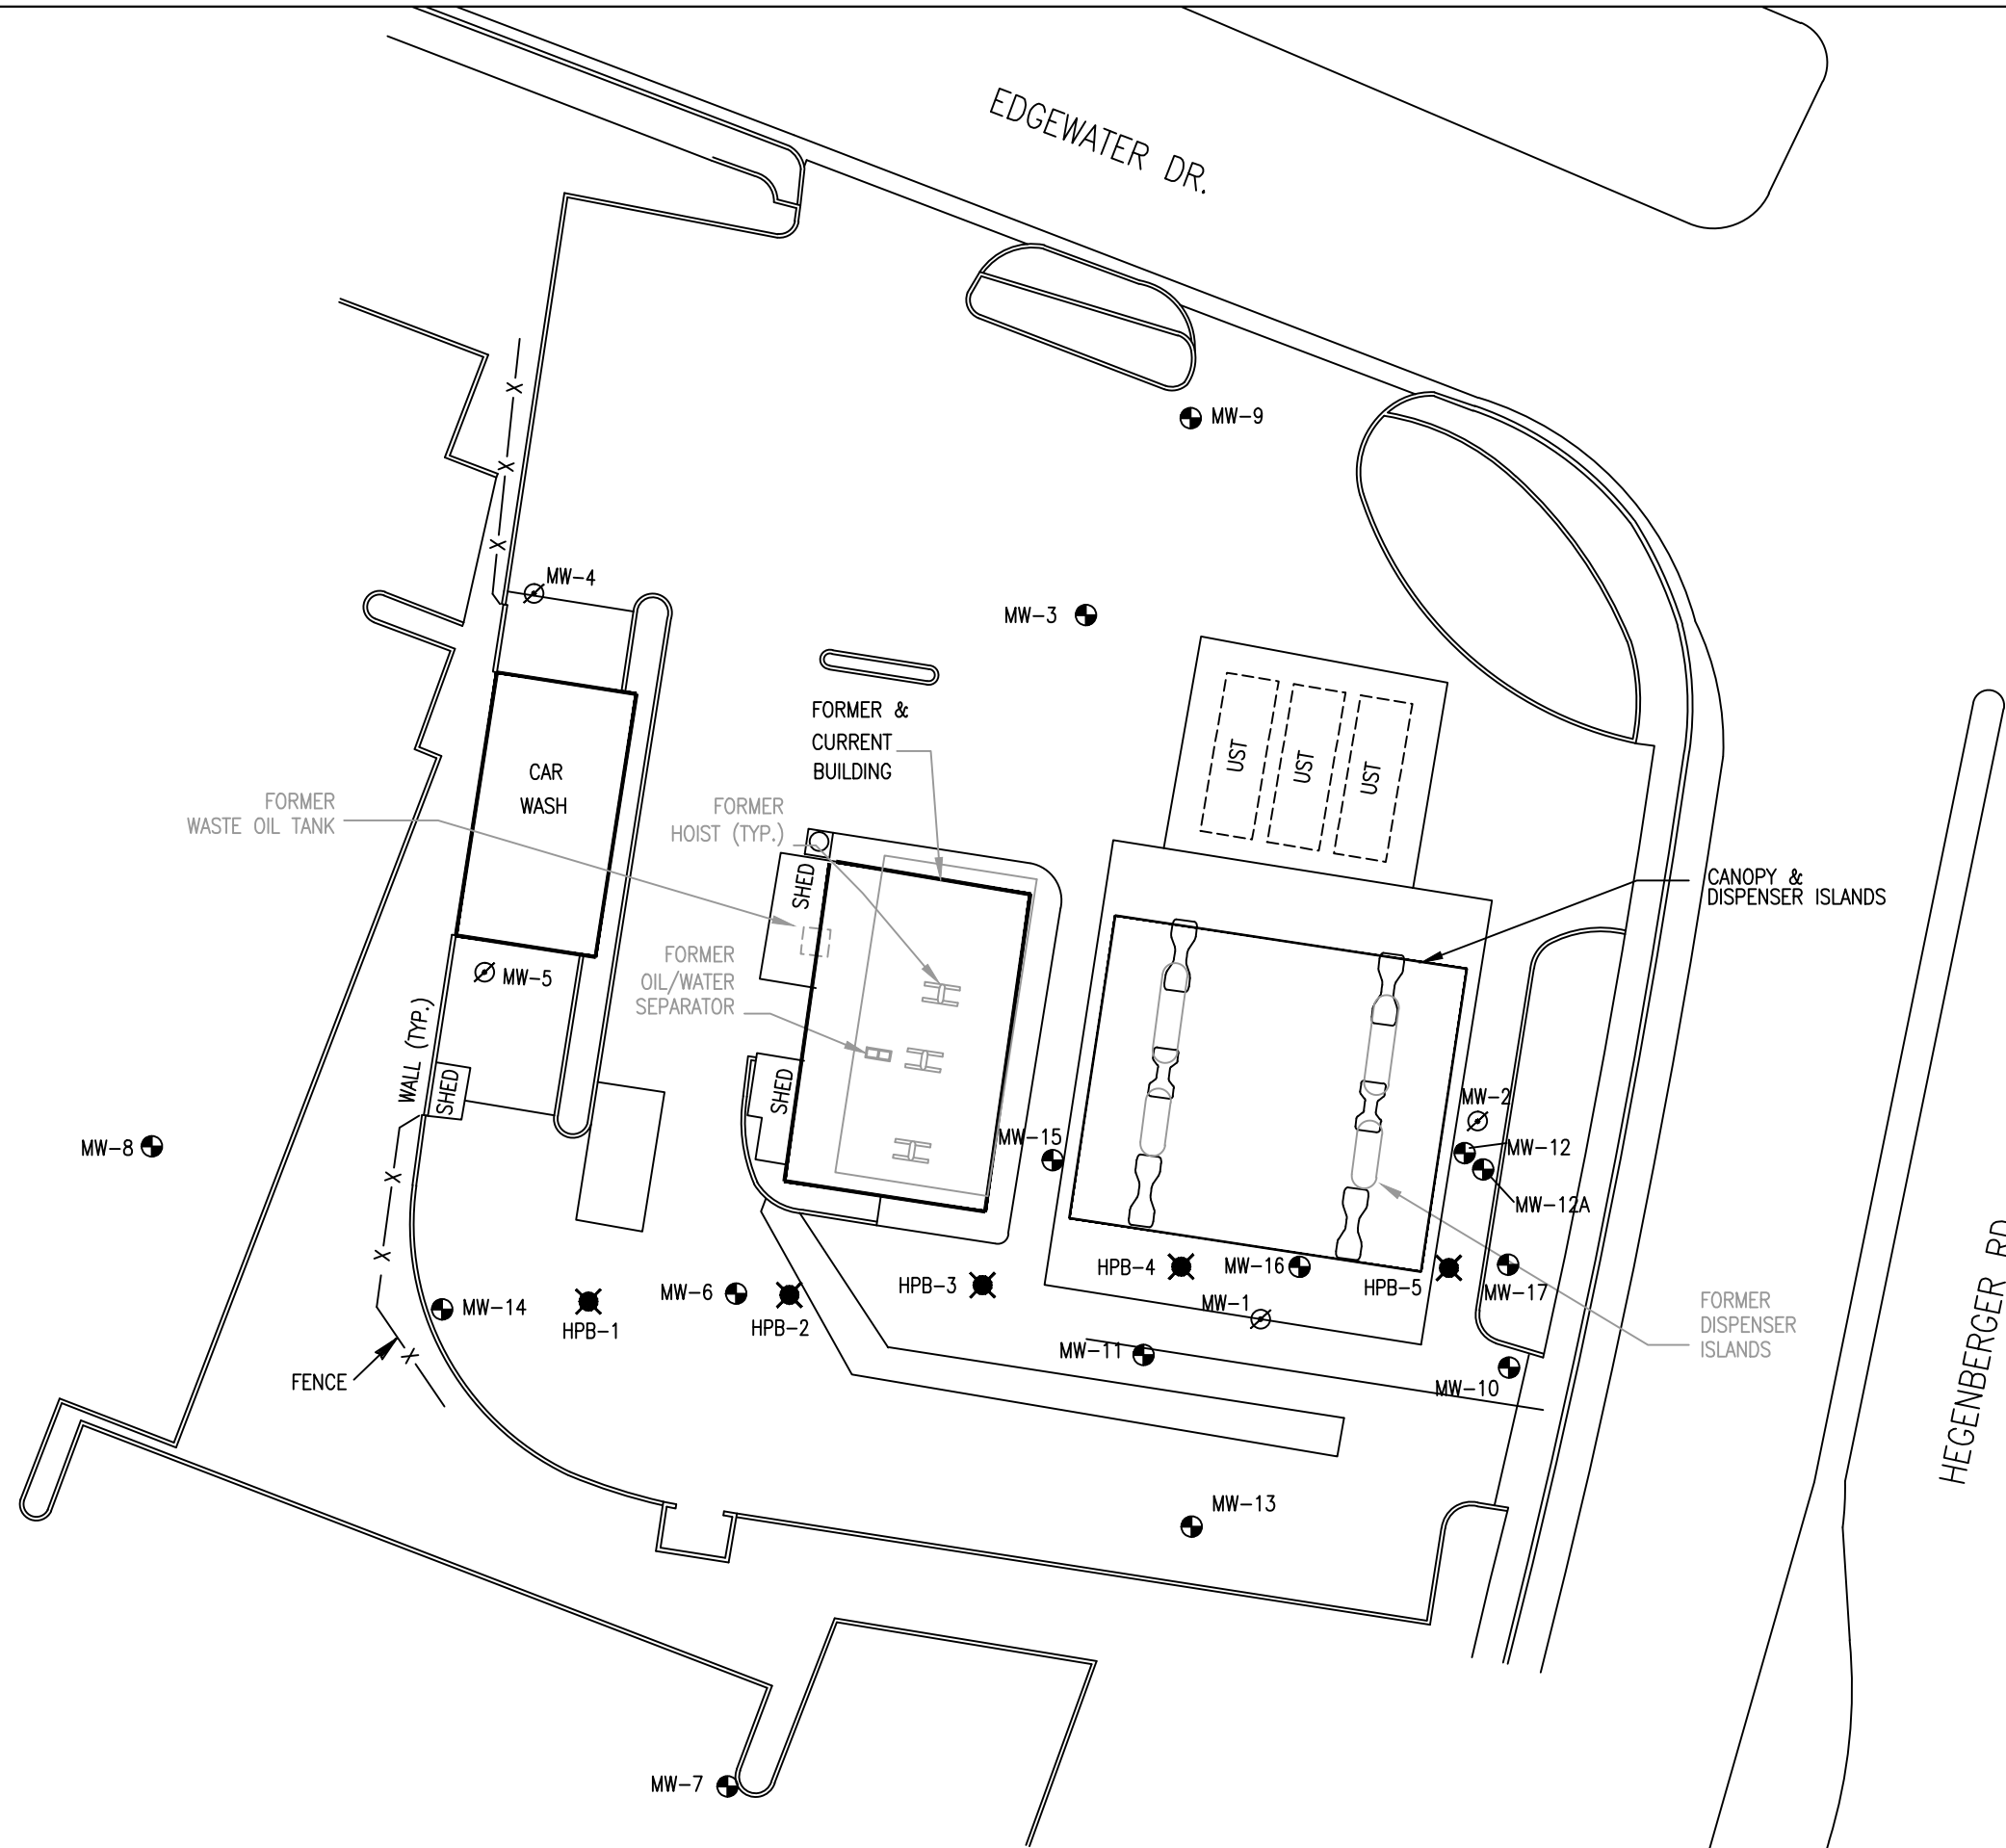 EDGEWATER DR.
MW-9
X
X
X
MW-4
MW-3
FORMER &
CURRENT
BUILDING
UST
UST
UST
CAR
WASH
FORMER
WASTE OIL TANK
FORMER
HOIST (TYP.)
SHED
CANOPY &
DISPENSER ISLANDS
FORMER
OIL/WATER
SEPARATOR
MW-5
WALL (TYP.)
SHED
SHED
MW-2
MW-15
MW-12
MW-12A
MW-8
X
X
X
HPB-4
MW-16
HPB-5
MW-17
HPB-3
MW-6
HPB-2
MW-14
HPB-1
MW-1
FORMER
DISPENSER
ISLANDS
MW-11
MW-10
FENCE
HEGENBERGER RD
MW-13
MW-7